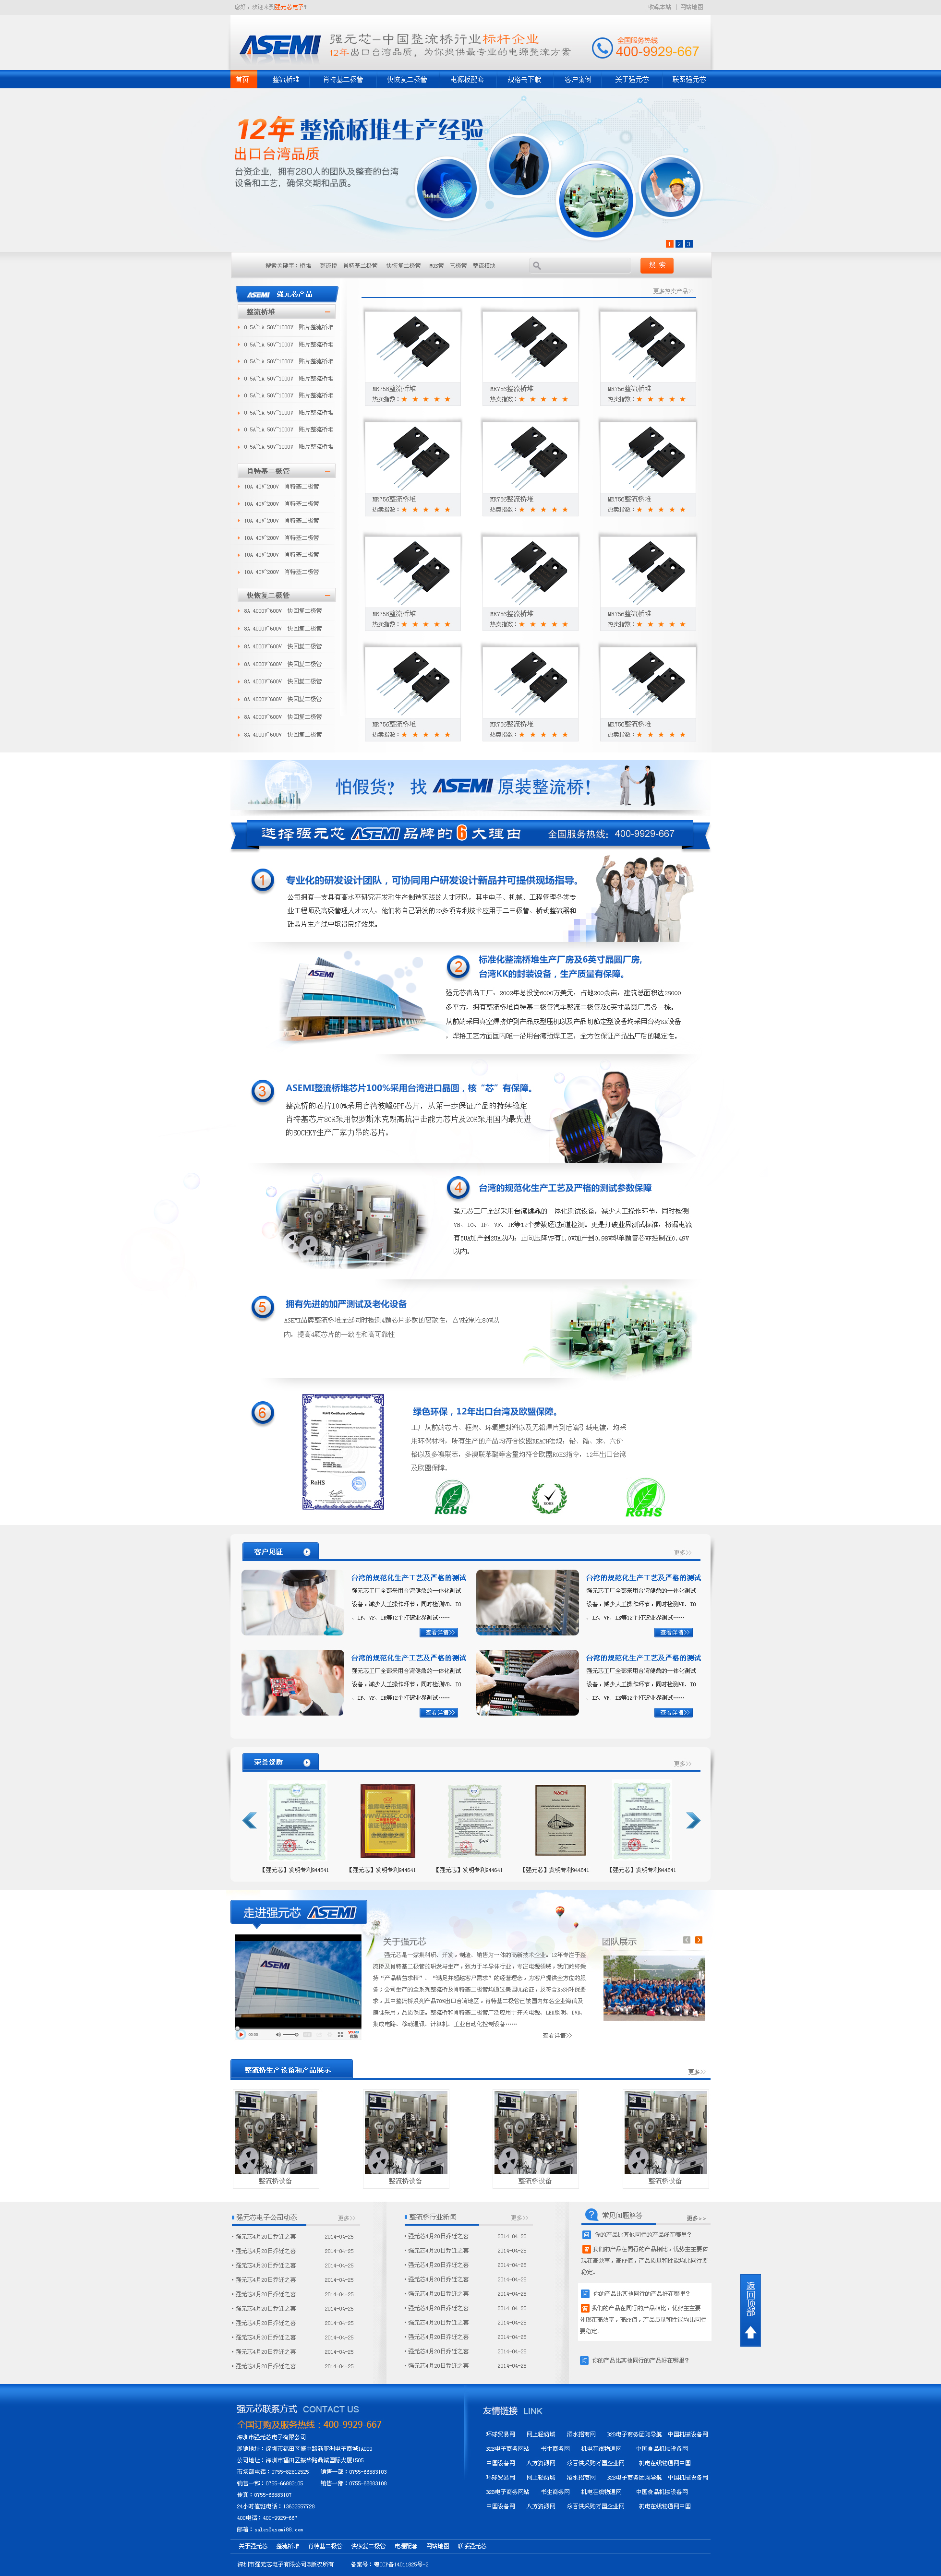 您好，欢迎来到强元芯电子！
收藏本站 | 网站地图
ASEMI
强元芯-中国整流桥行业标杆企业
12年出口台湾品质，为你提供超高效的电源整流方案
全国服务热线
400-9929-667
首页 整流桥堆 肖特基二极管 快恢复二极管 电源板配套 规格书下载 客户案例 关于强元芯 联系强元芯
12年 整流桥堆生产经验
出口台湾品质
台资企业，拥有280人的团队及整套的台湾
设备和工艺，确保交期和品质。
1 2 3
搜索关键字：桥堆 整流桥 肖特基二极管 快恢复二极管 MOS管 三极管 整流模块
搜 索
ASEMI 强元芯产品
整流桥堆
0.5A~1A 50V~1000V 贴片整流桥堆
0.5A~1A 50V~1000V 贴片整流桥堆
0.5A~1A 50V~1000V 贴片整流桥堆
0.5A~1A 50V~1000V 贴片整流桥堆
0.5A~1A 50V~1000V 贴片整流桥堆
0.5A~1A 50V~1000V 贴片整流桥堆
0.5A~1A 50V~1000V 贴片整流桥堆
0.5A~1A 50V~1000V 贴片整流桥堆
肖特基二极管
10A 40V~200V 肖特基二极管
10A 40V~200V 肖特基二极管
10A 40V~200V 肖特基二极管
10A 40V~200V 肖特基二极管
10A 40V~200V 肖特基二极管
10A 40V~200V 肖特基二极管
快恢复二极管
8A 4000V~600V 快回复二极管
8A 4000V~600V 快回复二极管
8A 4000V~600V 快回复二极管
8A 4000V~600V 快回复二极管
8A 4000V~600V 快回复二极管
8A 4000V~600V 快回复二极管
8A 4000V~600V 快回复二极管
8A 4000V~600V 快回复二极管
更多热卖产品>>
整流桥堆 整流桥堆 整流桥堆
热卖指数：★ ★ ★ ★ ★ 热卖指数：★ ★ ★ ★ ★ 热卖指数：★ ★ ★ ★ ★
整流桥堆 整流桥堆 整流桥堆
热卖指数：★ ★ ★ ★ ★ 热卖指数：★ ★ ★ ★ ★ 热卖指数：★ ★ ★ ★ ★
整流桥堆 整流桥堆 整流桥堆
热卖指数：★ ★ ★ ★ ★ 热卖指数：★ ★ ★ ★ ★ 热卖指数：★ ★ ★ ★ ★
整流桥堆 整流桥堆 整流桥堆
热卖指数：★ ★ ★ ★ ★ 热卖指数：★ ★ ★ ★ ★ 热卖指数：★ ★ ★ ★ ★
怕假货？ 找 ASEMI 原装整流桥！
选择强元芯 ASEMI 品牌的6大理由 全国服务热线：400-9929-667
1 专业化的研发设计团队，可协同用户研发设计新品并可提供现场指导。
公司拥有一支具有高水平研究开发和生产制造实践的人才团队，其中电子、机械、工程管理各类专
业工程师及高级管理人才27人，他们将自己研发的20多项专利技术应用于二三极管、桥式整流器和
硅晶片生产线中取得良好效果。
2 标准化整流桥堆生产厂房及6英寸晶圆厂房，
台湾KK的封装设备，生产质量有保障。
强元芯青岛工厂，2002年总投资6000万美元，占地200余亩，建筑总面积达28000
多平方，拥有整流桥堆肖特基二极管汽车整流二极管及6英寸晶圆厂房各一栋。
从前端采用真空焊接炉到产品成型压机以及产品切筋定型设备均采用台湾KK设备
，焊接工艺方面国内唯一沿用台湾预焊工艺，全方位保证产品出厂后的稳定性。
3 ASEMI整流桥堆芯片100%采用台湾进口晶圆，核“芯”有保障。
整流桥的芯片100%采用台湾波峰GPP芯片，从第一步保证产品的持续稳定
肖特基芯片80%采用俄罗斯米克朗高抗冲击能力芯片及20%采用国内最先进
的SOCHKY生产厂家力昂的芯片。
4 台湾的规范化生产工艺及严格的测试参数保障
强元芯工厂全部采用台湾健鼎的一体化测试设备，减少人工操作环节，同时检测
VB、IO、IF、VF、IR等12个参数经过6道检测。更是打破业界测试标准，将漏电流
有5UA加严到2UA以内；正向压降VF有1.0V加严到0.98V即单颗管芯VF控制在0.49V
以内。
5 拥有先进的加严测试及老化设备
ASEMI品牌整流桥堆全部同时检测4颗芯片参数的离散性，△V控制在80%以
内，提高4颗芯片的一致性和高可靠性
6 绿色环保，12年出口台湾及欧盟保障。
工厂从前端芯片、框架、环氧塑封料以及无铅焊片到后端引线电镀，均采
用环保材料，所有生产的产品均符合欧盟REACH法规，铅、镉、汞、六价
铬以及多溴联苯，多溴联苯醚等含量均符合欧盟ROHS指令，12年出口台湾
及欧盟保障。
RoHS
RoHS RoHS
客户见证 更多>>
台湾的规范化生产工艺及严格的测试 台湾的规范化生产工艺及严格的测试
强元芯工厂全部采用台湾健鼎的一体化测试 强元芯工厂全部采用台湾健鼎的一体化测试
设备，减少人工操作环节，同时检测VB、IO 设备，减少人工操作环节，同时检测VB、IO
、IF、VF、IR等12个打破业界测试…… 、IF、VF、IR等12个打破业界测试……
查看详情>> 查看详情>>
台湾的规范化生产工艺及严格的测试 台湾的规范化生产工艺及严格的测试
强元芯工厂全部采用台湾健鼎的一体化测试 强元芯工厂全部采用台湾健鼎的一体化测试
设备，减少人工操作环节，同时检测VB、IO 设备，减少人工操作环节，同时检测VB、IO
、IF、VF、IR等12个打破业界测试…… 、IF、VF、IR等12个打破业界测试……
查看详情>> 查看详情>>
荣誉资质 更多>>
NACHI
【强元芯】发明专利944641 【强元芯】发明专利944641 【强元芯】发明专利944641 【强元芯】发明专利944641 【强元芯】发明专利944641
走进强元芯 ASEMI
关于强元芯
强元芯是一家集科研、开发，制造、销售为一体的高新技术企业。12年专注于整
流桥及肖特基二极管的研发与生产，致力于半导体行业，专注电源领域，我们始终秉
持“产品精益求精”、“满足并超越客户需求”的经营理念，为客户提供全方位的服
务；公司生产的全系列整流桥及肖特基二极管均通过美国UL论证，及符合RoSH环保要
求，其中整流桥系列产品70%出口台湾地区，肖特基二极管已被国内知名企业梅花及
康佳采用，品质保证。整流桥和肖特基二极管广泛应用于开关电源、LED照明、DVD、
集成电路、移动通讯、计算机、工业自动化控制设备……
查看详情>>
团队展示
整流桥生产设备和产品展示 更多>>
整流桥设备 整流桥设备 整流桥设备 整流桥设备
强元芯电子公司动态 更多>>
强元芯4月20日乔迁之喜 2014-04-25
强元芯4月20日乔迁之喜 2014-04-25
强元芯4月20日乔迁之喜 2014-04-25
强元芯4月20日乔迁之喜 2014-04-25
强元芯4月20日乔迁之喜 2014-04-25
强元芯4月20日乔迁之喜 2014-04-25
强元芯4月20日乔迁之喜 2014-04-25
强元芯4月20日乔迁之喜 2014-04-25
强元芯4月20日乔迁之喜 2014-04-25
强元芯4月20日乔迁之喜 2014-04-25
整流桥行业新闻 更多>>
强元芯4月20日乔迁之喜 2014-04-25
强元芯4月20日乔迁之喜 2014-04-25
强元芯4月20日乔迁之喜 2014-04-25
强元芯4月20日乔迁之喜 2014-04-25
强元芯4月20日乔迁之喜 2014-04-25
强元芯4月20日乔迁之喜 2014-04-25
强元芯4月20日乔迁之喜 2014-04-25
强元芯4月20日乔迁之喜 2014-04-25
强元芯4月20日乔迁之喜 2014-04-25
强元芯4月20日乔迁之喜 2014-04-25
常见问题解答 更多>>
问 你的产品比其他同行的产品好在哪里？
答 我们的产品在同行的产品相比，优势主主要体
现在高效率，高PF值，产品质量和性能均比同行要
稳定。
问 你的产品比其他同行的产品好在哪里？
答 我们的产品在同行的产品相比，优势主主要
体现在高效率，高PF值，产品质量和性能均比同行
要稳定。
问 你的产品比其他同行的产品好在哪里？
返回顶部
强元芯联系方式 CONTACT US
全国订购及服务热线：400-9929-667
深圳市强元芯电子有限公司
展销地址：深圳市福田区振中路新亚洲电子商城1A009
公司地址：深圳市福田区振华路鼎诚国际大厦1505
市场部电话：0755-82812525 销售一部：0755-66883103
销售一部：0755-66883105 销售一部：0755-66883108
传真：0755-66883107
24小时值班电话：13632557728
400电话：400-9929-667
邮箱：sales@asemi88.com
友情链接 LINK
环球贸易网 网上轻纺城 酒水招商网 B2B电子商务团购导航 中国机械设备网
B2B电子商务网站 书生商务网 机电在线物通网 中国食品机械设备网
中国设备网 八方资源网 乐百供采购万国企业网 机电在线物通网中国
环球贸易网 网上轻纺城 酒水招商网 B2B电子商务团购导航 中国机械设备网
B2B电子商务网站 书生商务网 机电在线物通网 中国食品机械设备网
中国设备网 八方资源网 乐百供采购万国企业网 机电在线物通网中国
关于强元芯 整流桥堆 肖特基二极管 快恢复二极管 电源配套 网站地图 联系强元芯
深圳市强元芯电子有限公司©版权所有 备案号：粤ICP备14011825号-2